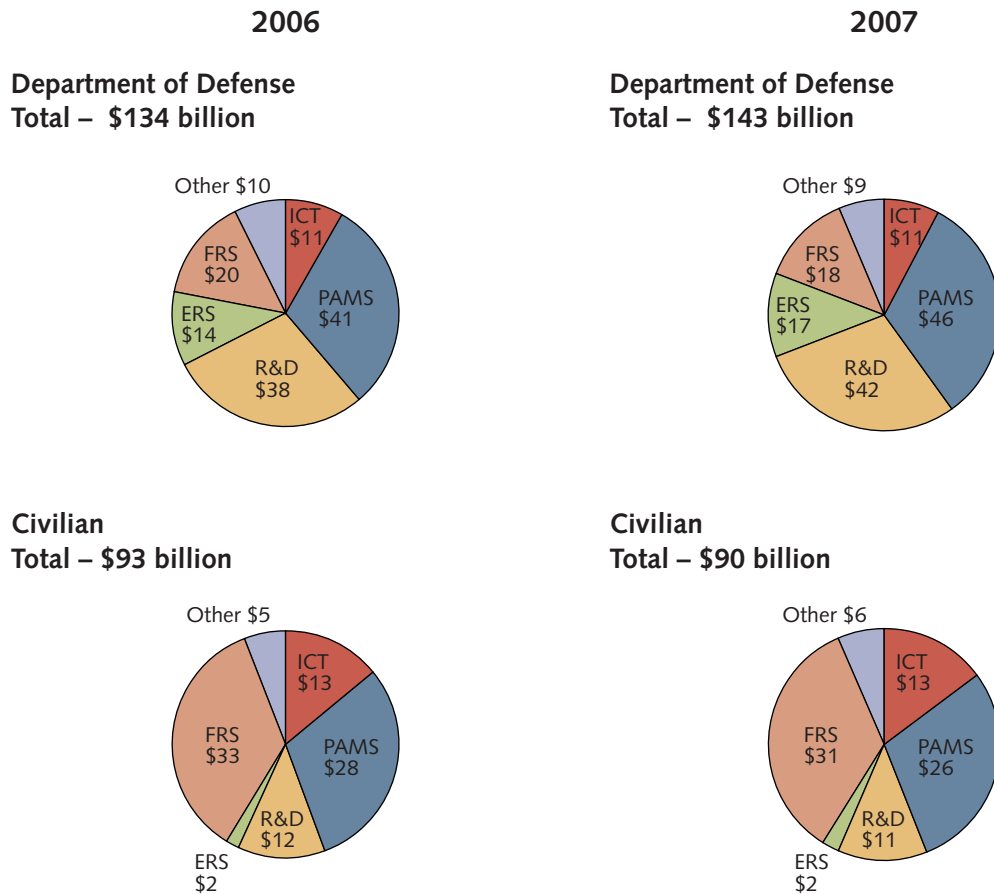 2006
2007
Department of Defense
Total – $134 billion
Department of Defense
Total – $143 billion
Other $10
ICT
$11
PAMS
$41
R&D
$38
ERS
$14
FRS
$20
Other $9
ICT
$11
PAMS
$46
R&D
$42
ERS
$17
FRS
$18
Civilian
Total – $93 billion
Civilian
Total – $90 billion
Other $5
ICT
$13
PAMS
$28
R&D
$12
ERS
$2
FRS
$33
Other $6
ICT
$13
PAMS
$26
R&D
$11
ERS
$2
FRS
$31